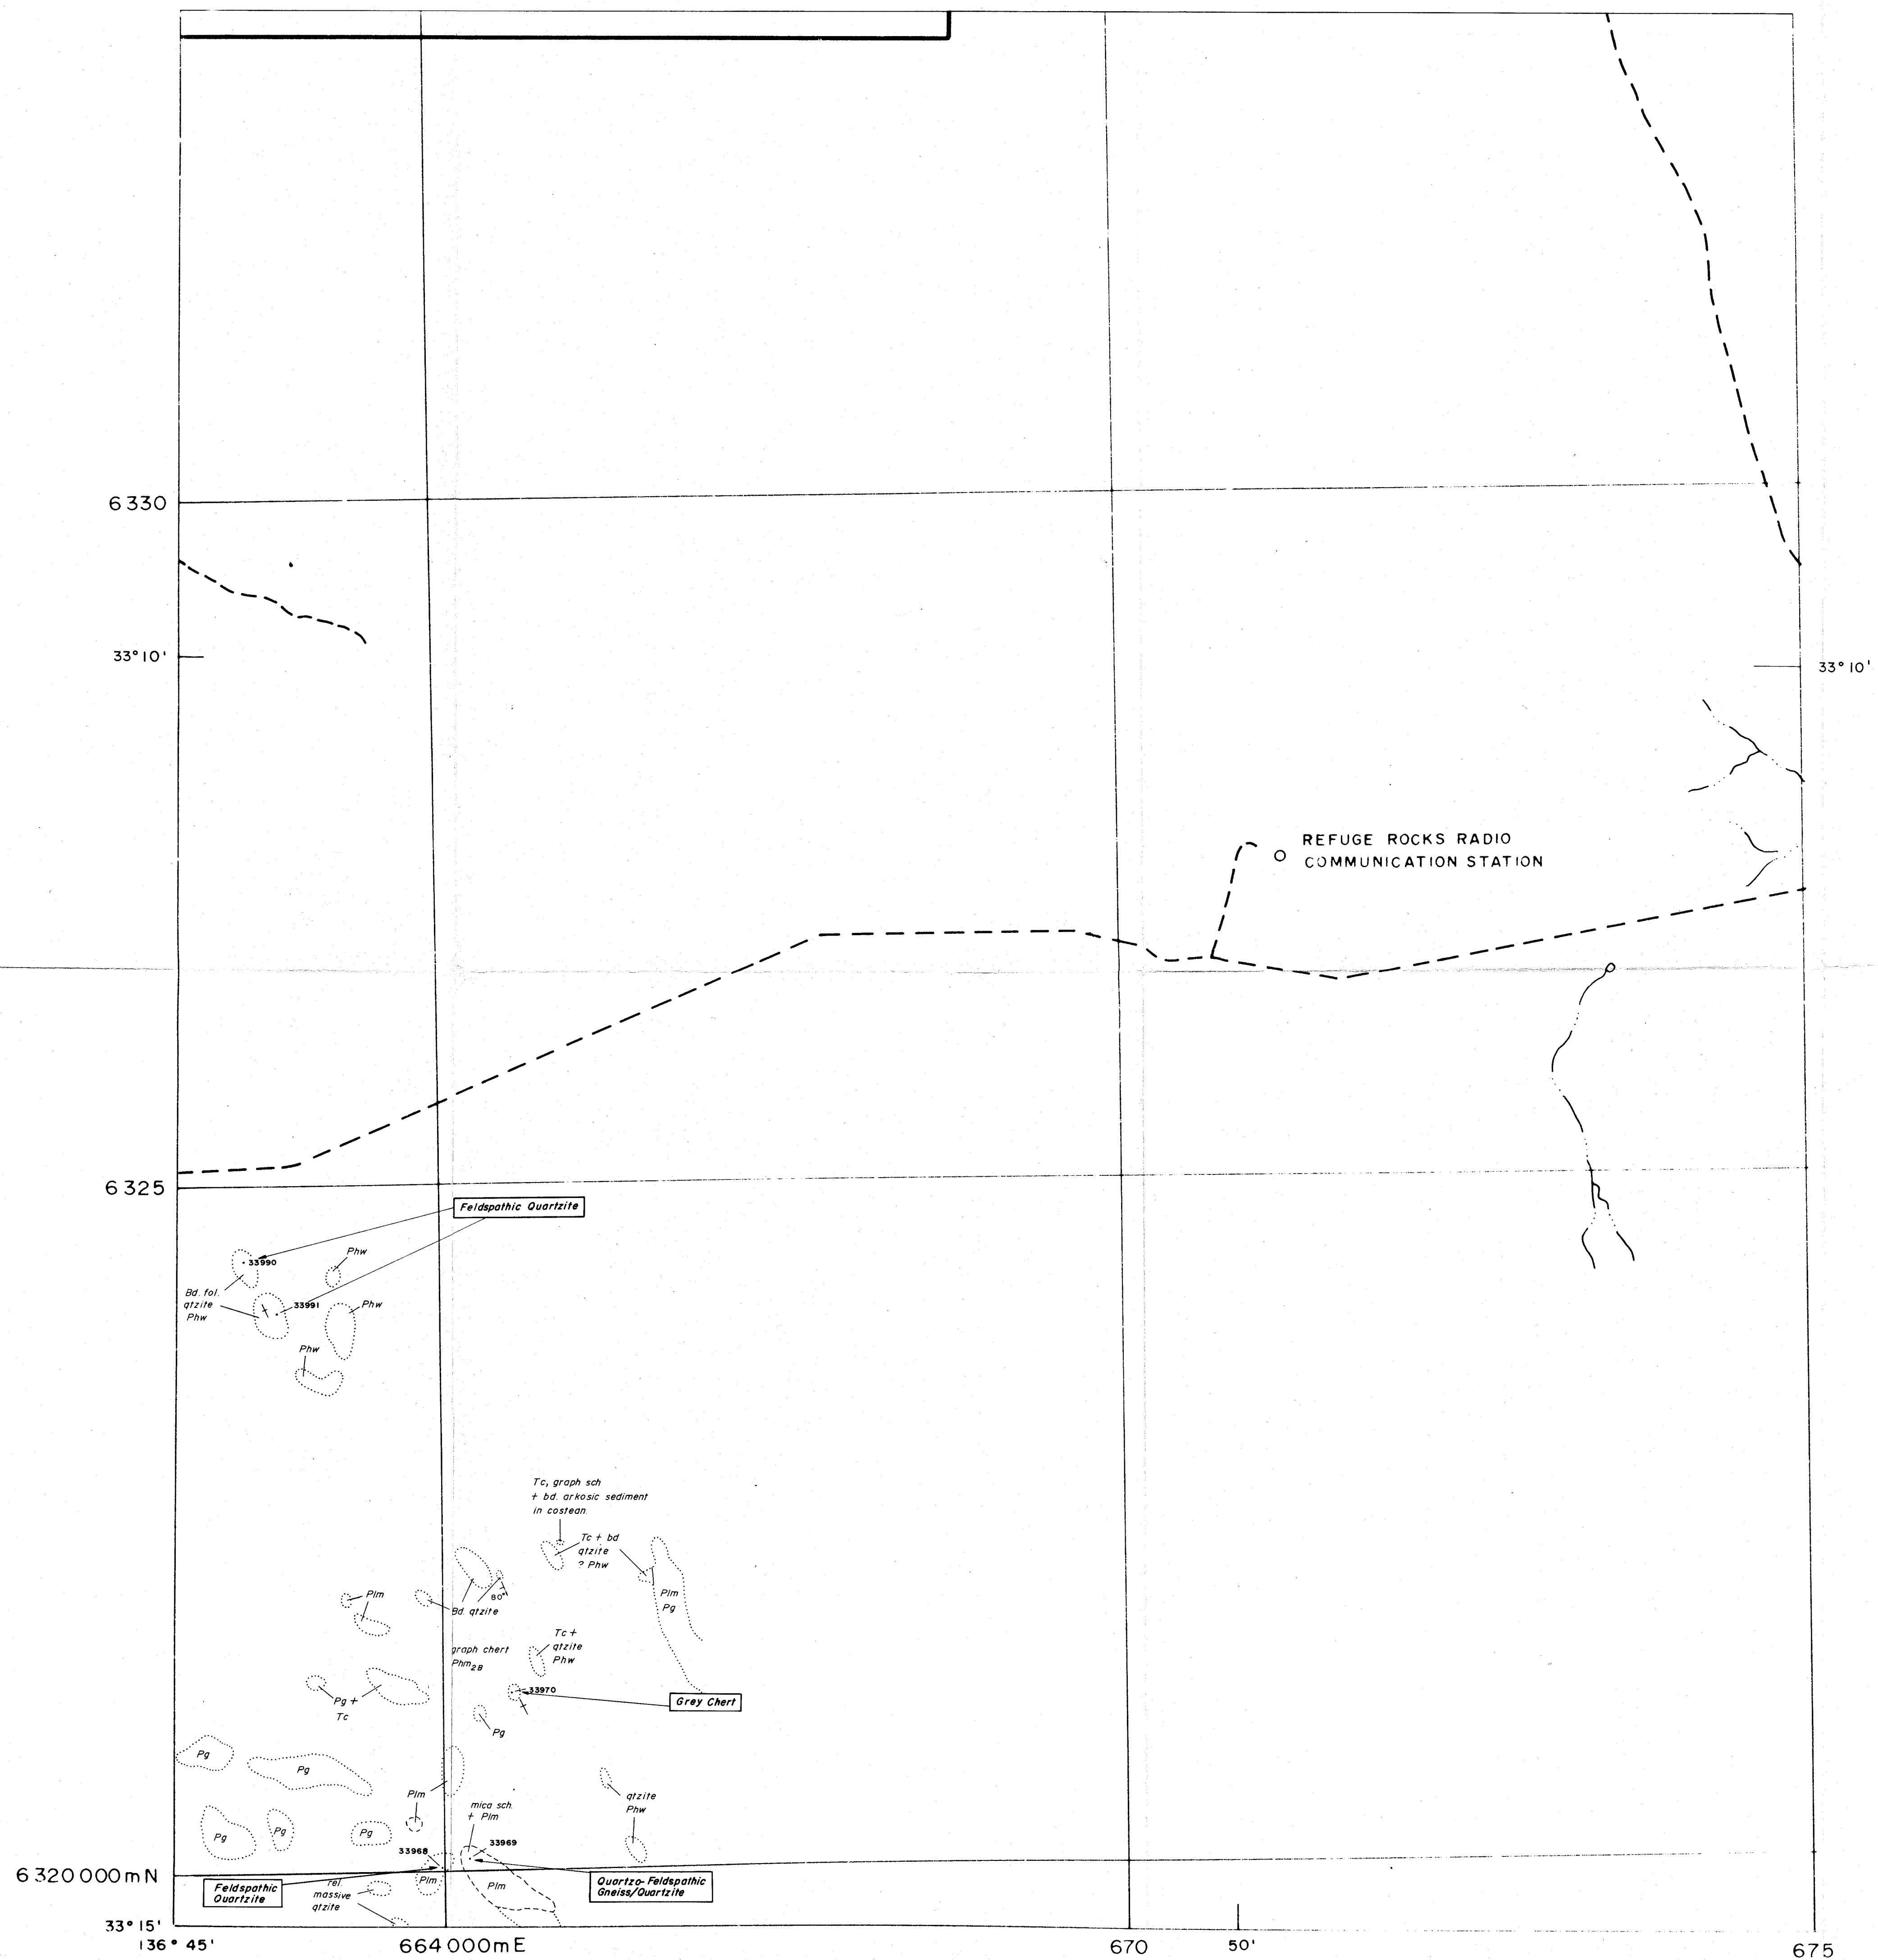 6 330
33° 10'
33° 10'
REFUGE ROCKS RADIO
COMMUNICATION STATION
6 325
Feldspathic Quartzite
33990
Phw
Bd. fol.
qtzite
Phw
33991
Phw
Phw
Tc, graph sch
+ bd. arkosic sediment
in costean.
Tc + bd
qtzite
? Phw
80°
Plm
Bd. qtzite
Plm
Pg
graph chert
Phm2B
Tc +
qtzite
Phw
33970
Pg +
Tc
Grey Chert
Pg
Pg
Pg
Plm
mica sch.
+ Plm
qtzite
Phw
Pg
Pg
Pg
33968
33969
6 320 000mN
Feldspathic
Quartzite
rel.
massive
qtzite
Plm
Plm
Quartzo-Feldspathic
Gneiss/Quartzite
33° 15'
136° 45'
664 000mE
670
50'
675